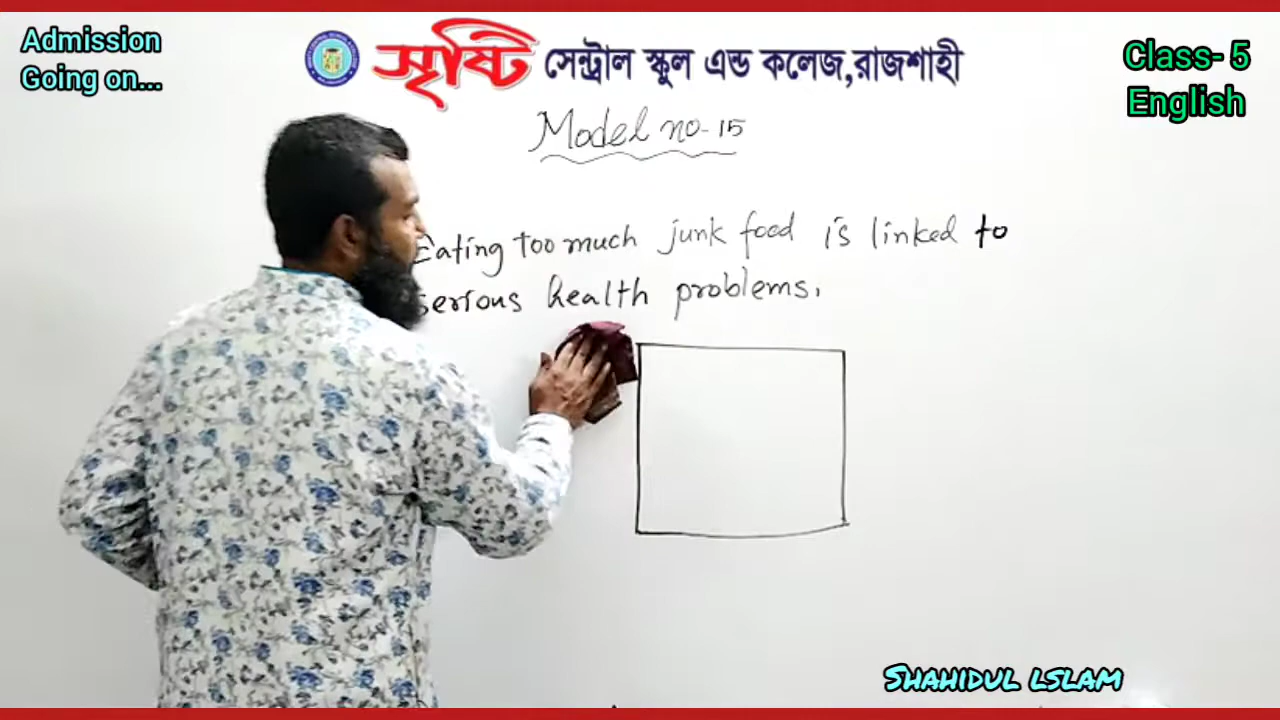 Admission
Going on...
সৃষ্টি সেন্ট্রাল স্কুল এন্ড কলেজ,রাজশাহী
Class- 5
English
Model no-15
Eating too much junk food is linked to
serious health problems.
Shahidul lslam